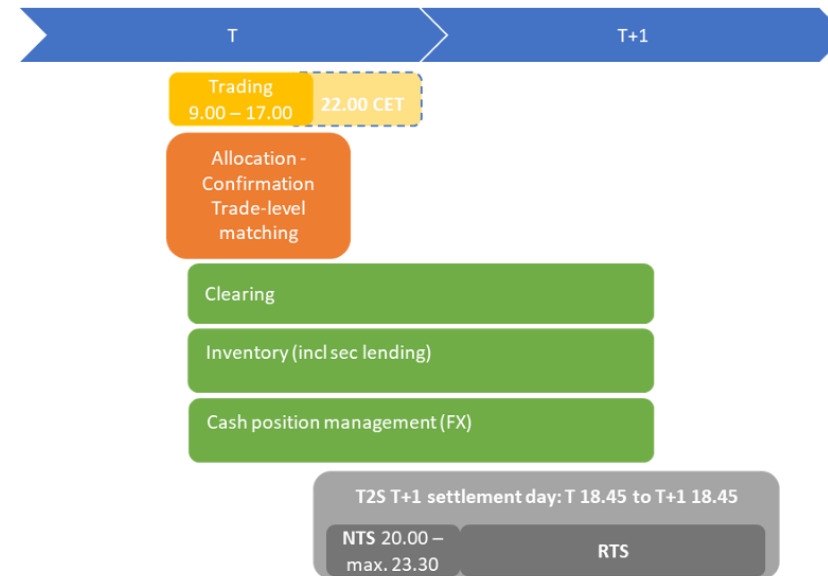 T
T+1
Trading
9.00 – 17.00
22.00 CET
Allocation -
Confirmation
Trade-level
matching
Clearing
Inventory (incl sec lending)
Cash position management (FX)
T2S T+1 settlement day: T 18.45 to T+1 18.45
NTS 20.00 –
max. 23.30
RTS